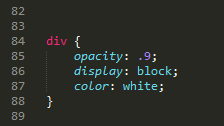 82
83
84 div {
85 opacity: .9;
86 display: block;
87 color: white;
88 }
89